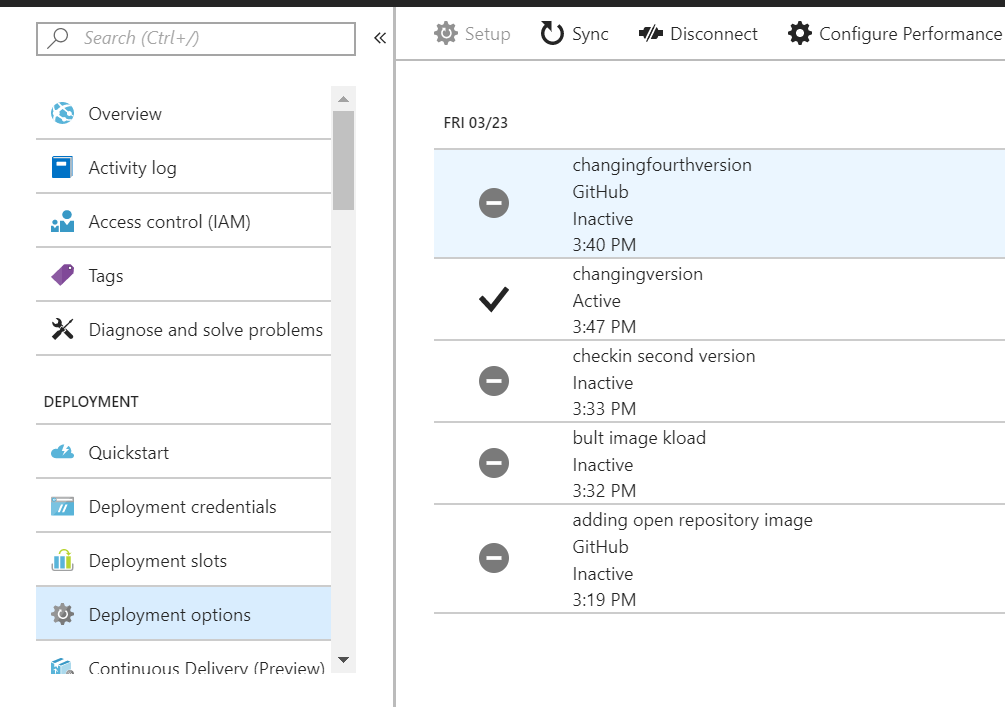 Search (Ctrl+/)
«
Setup Sync Disconnect Configure Performance
Overview
Activity log
Access control (IAM)
Tags
Diagnose and solve problems
DEPLOYMENT
Quickstart
Deployment credentials
Deployment slots
Deployment options
Continuous Delivery (Preview)
FRI 03/23
changingfourthversion
GitHub
Inactive
3:40 PM
changingversion
Active
3:47 PM
checkin second version
Inactive
3:33 PM
bult image kload
Inactive
3:32 PM
adding open repository image
GitHub
Inactive
3:19 PM